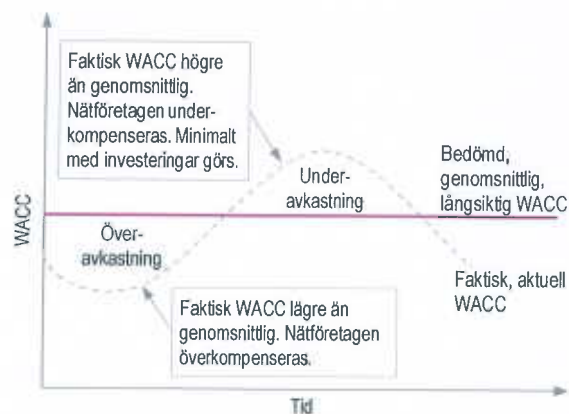 Faktisk WACC högre
än genomsnittlig.
Nätföretagen under-
kompenseras. Minimalt
med investeringar görs.
Under-
avkastning
Bedömd,
genomsnittlig,
långsiktig WACC
WACC
Över-
avkastning
Faktisk, aktuell
WACC
Faktisk WACC lägre än
genomsnittlig. Nätföretagen
överkompenseras.
Tid